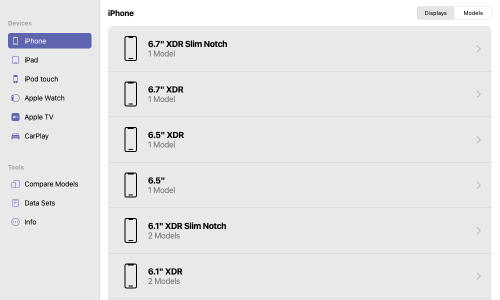 Devices
iPhone
iPad
iPod touch
Apple Watch
Apple TV
CarPlay
Tools
Compare Models
Data Sets
Info
iPhone
Displays
Models
6.7" XDR Slim Notch
1 Model
6.7" XDR
1 Model
6.5" XDR
1 Model
6.5"
1 Model
6.1" XDR Slim Notch
2 Models
6.1" XDR
2 Models